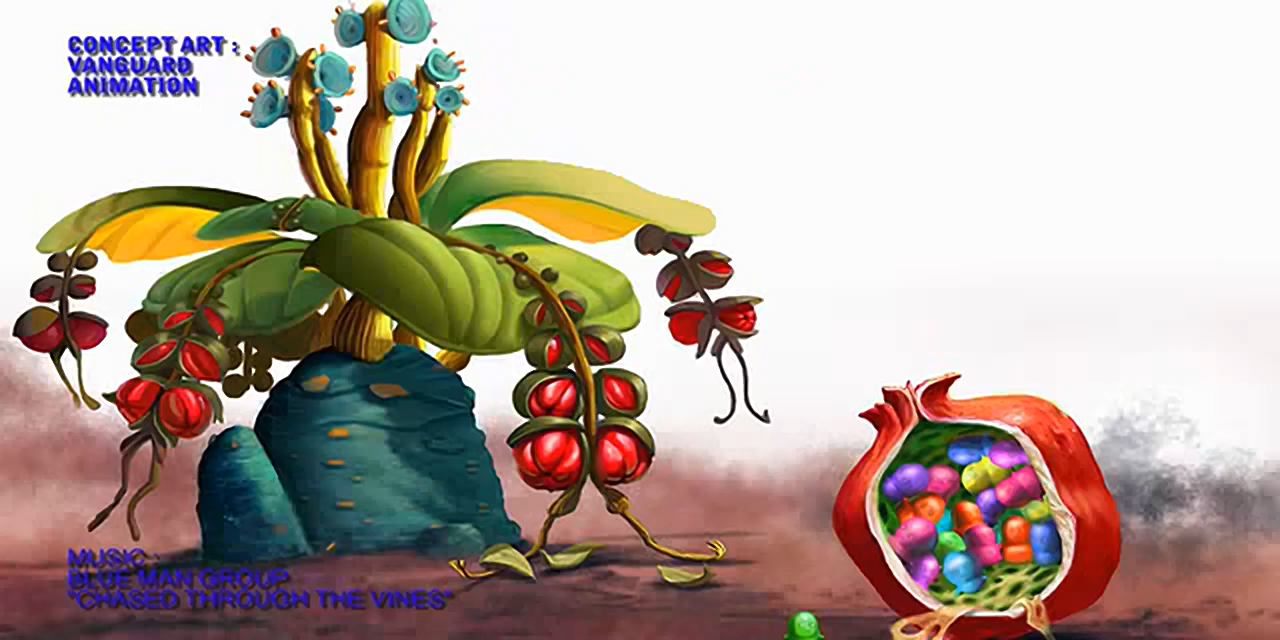 CONCEPT ART :
VANGUARD
ANIMATION
MUSIC :
BLUE MAN GROUP
"CHASED THROUGH THE VINES"